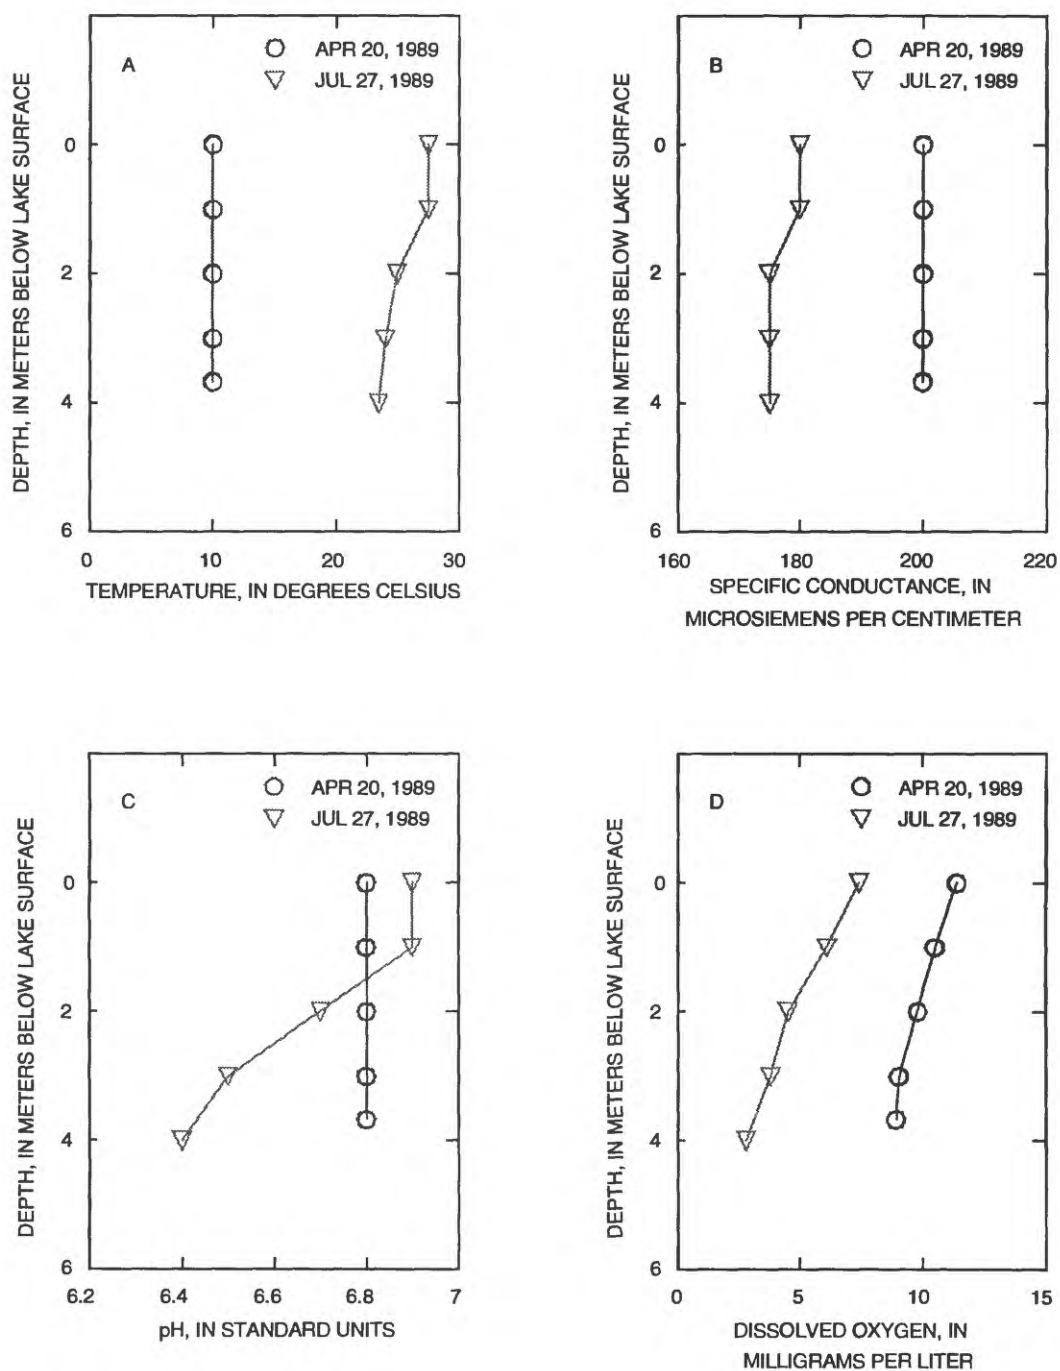 A
APR 20, 1989
JUL 27, 1989
DEPTH, IN METERS BELOW LAKE SURFACE
0
2
4
6
0 10 20 30
TEMPERATURE, IN DEGREES CELSIUS
B
APR 20, 1989
JUL 27, 1989
DEPTH, IN METERS BELOW LAKE SURFACE
0
2
4
6
160 180 200 220
SPECIFIC CONDUCTANCE, IN
MICROSIEMENS PER CENTIMETER
C
APR 20, 1989
JUL 27, 1989
DEPTH, IN METERS BELOW LAKE SURFACE
0
2
4
6
6.2 6.4 6.6 6.8 7
pH, IN STANDARD UNITS
D
APR 20, 1989
JUL 27, 1989
DEPTH, IN METERS BELOW LAKE SURFACE
0
2
4
6
0 5 10 15
DISSOLVED OXYGEN, IN
MILLIGRAMS PER LITER